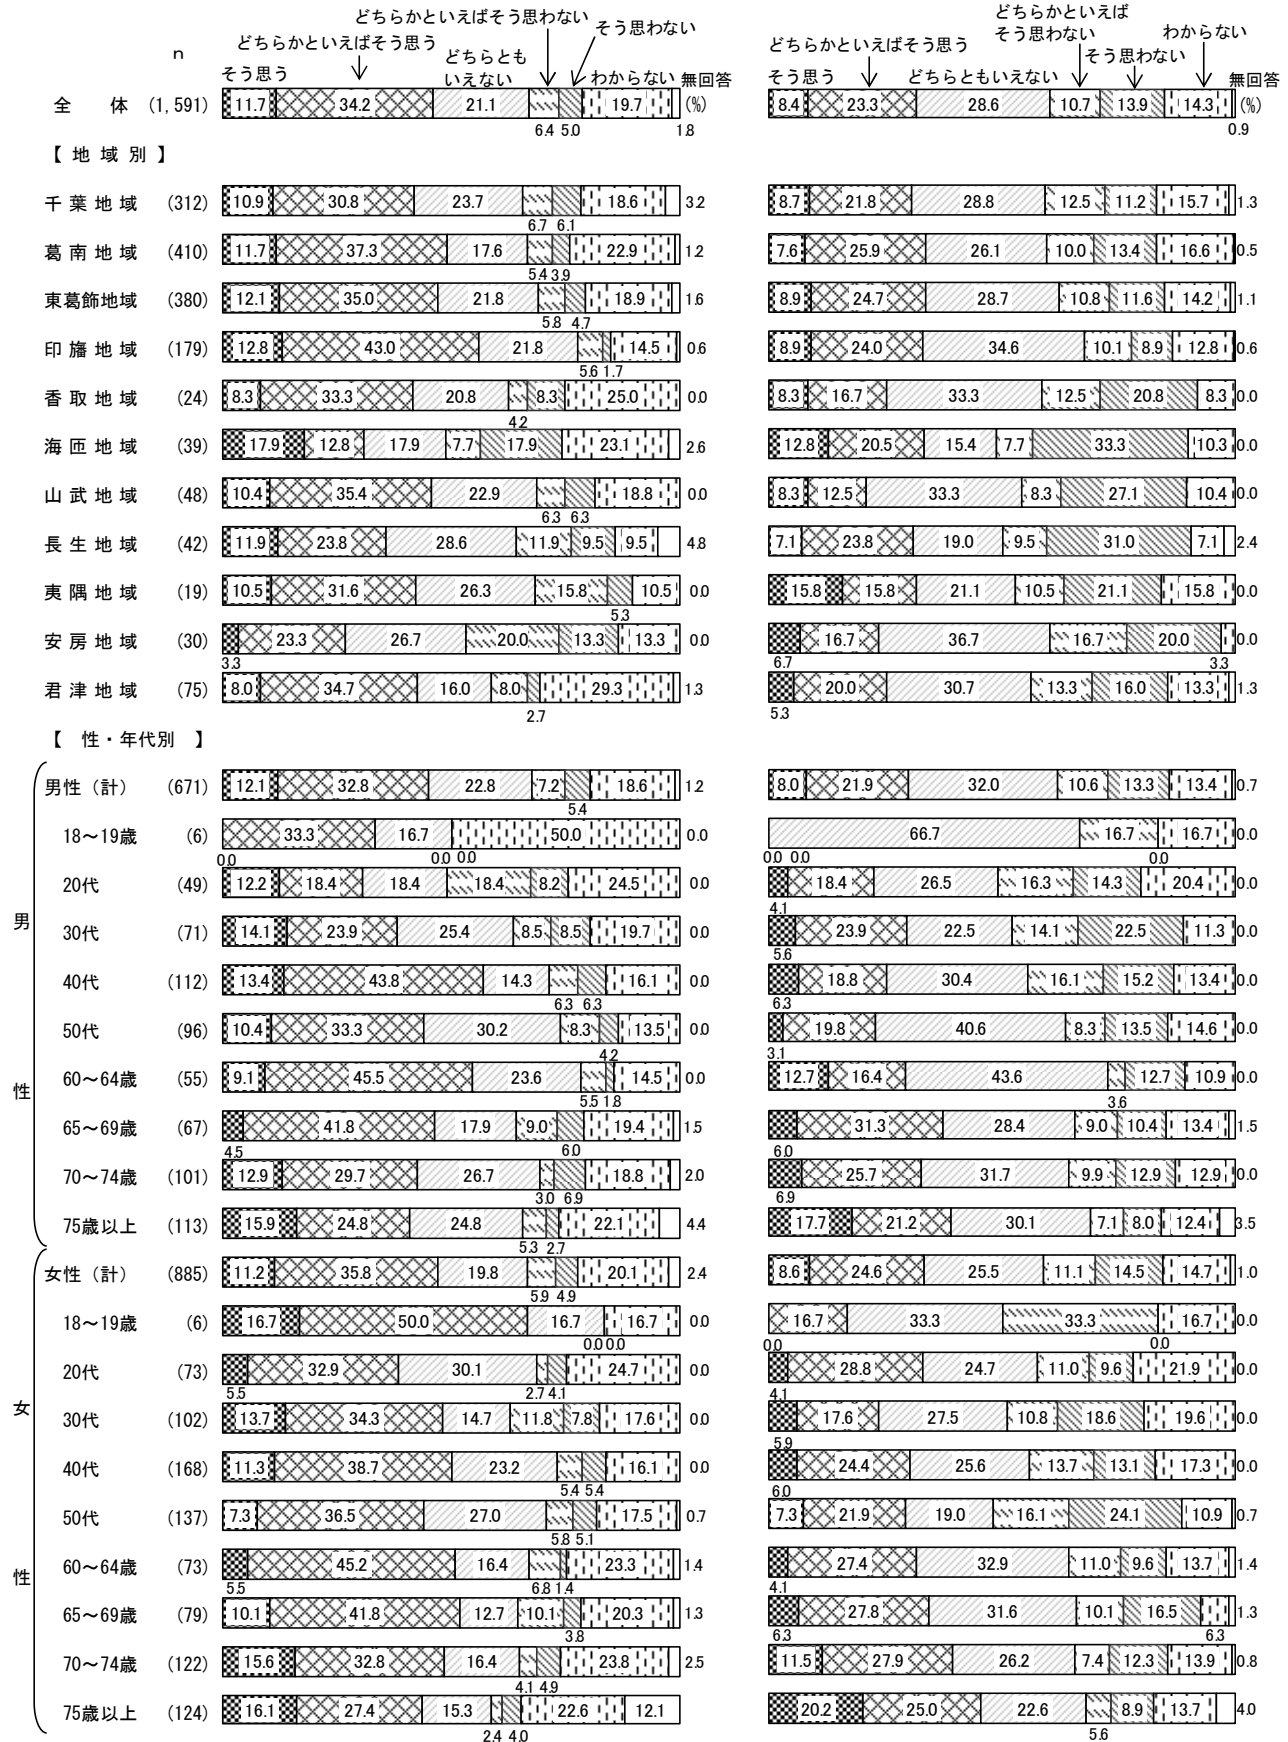 どちらかといえばそう思わない
どちらかといえばそう思う
そう思わない
n
そう思う
どちらとも
いえない
わからない
無回答
どちらかといえば
そう思わない
どちらかといえばそう思う
わからない
そう思わない
そう思う
どちらともいえない
無回答
全 体 (1,591) 11.7 34.2 21.1 19.7 (%) 8.4 23.3 28.6 10.7 13.9 14.3 (%)
6.4 5.0 1.8 0.9
【 地 域 別 】
千葉地域 (312) 10.9 30.8 23.7 18.6 3.2 8.7 21.8 28.8 12.5 11.2 15.7 1.3
6.7 6.1
葛南地域 (410) 11.7 37.3 17.6 22.9 1.2 7.6 25.9 26.1 10.0 13.4 16.6 0.5
5.4 3.9
東葛飾地域 (380) 12.1 35.0 21.8 18.9 1.6 8.9 24.7 28.7 10.8 11.6 14.2 1.1
5.8 4.7
印旛地域 (179) 12.8 43.0 21.8 14.5 0.6 8.9 24.0 34.6 10.1 8.9 12.8 0.6
5.6 1.7
香取地域 (24) 8.3 33.3 20.8 8.3 25.0 0.0 8.3 16.7 33.3 12.5 20.8 8.3 0.0
4.2
海匝地域 (39) 17.9 12.8 17.9 7.7 17.9 23.1 2.6 12.8 20.5 15.4 7.7 33.3 10.3 0.0
山武地域 (48) 10.4 35.4 22.9 18.8 0.0 8.3 12.5 33.3 8.3 27.1 10.4 0.0
6.3 6.3
長生地域 (42) 11.9 23.8 28.6 11.9 9.5 9.5 4.8 7.1 23.8 19.0 9.5 31.0 7.1 2.4
夷隅地域 (19) 10.5 31.6 26.3 15.8 10.5 0.0 15.8 15.8 21.1 10.5 21.1 15.8 0.0
5.3
安房地域 (30) 23.3 26.7 20.0 13.3 13.3 0.0 16.7 36.7 16.7 20.0 0.0
3.3 6.7 3.3
君津地域 (75) 8.0 34.7 16.0 8.0 29.3 1.3 20.0 30.7 13.3 16.0 13.3 1.3
2.7 5.3
【 性・年代別 】
男性（計） (671) 12.1 32.8 22.8 7.2 18.6 1.2 8.0 21.9 32.0 10.6 13.3 13.4 0.7
5.4
18～19歳 (6) 33.3 16.7 50.0 0.0 66.7 16.7 16.7 0.0
0.0 0.0 0.0 0.0 0.0 0.0
20代 (49) 12.2 18.4 18.4 18.4 8.2 24.5 0.0 18.4 26.5 16.3 14.3 20.4 0.0
4.1
男
30代 (71) 14.1 23.9 25.4 8.5 8.5 19.7 0.0 23.9 22.5 14.1 22.5 11.3 0.0
5.6
40代 (112) 13.4 43.8 14.3 16.1 0.0 18.8 30.4 16.1 15.2 13.4 0.0
6.3 6.3 6.3
50代 (96) 10.4 33.3 30.2 8.3 13.5 0.0 19.8 40.6 8.3 13.5 14.6 0.0
4.2 3.1
60～64歳 (55) 9.1 45.5 23.6 14.5 0.0 12.7 16.4 43.6 12.7 10.9 0.0
性
5.5 1.8 3.6
65～69歳 (67) 41.8 17.9 9.0 19.4 1.5 31.3 28.4 9.0 10.4 13.4 1.5
4.5 6.0 6.0
70～74歳 (101) 12.9 29.7 26.7 18.8 2.0 25.7 31.7 9.9 12.9 12.9 0.0
3.0 6.9 6.9
75歳以上 (113) 15.9 24.8 24.8 22.1 4.4 17.7 21.2 30.1 7.1 8.0 12.4 3.5
5.3 2.7
女性（計） (885) 11.2 35.8 19.8 20.1 2.4 8.6 24.6 25.5 11.1 14.5 14.7 1.0
5.9 4.9
18～19歳 (6) 16.7 50.0 16.7 16.7 0.0 16.7 33.3 33.3 16.7 0.0
0.0 0.0 0.0 0.0
20代 (73) 32.9 30.1 24.7 0.0 28.8 24.7 11.0 9.6 21.9 0.0
5.5 2.7 4.1 4.1
女
30代 (102) 13.7 34.3 14.7 11.8 7.8 17.6 0.0 17.6 27.5 10.8 18.6 19.6 0.0
5.9
40代 (168) 11.3 38.7 23.2 16.1 0.0 24.4 25.6 13.7 13.1 17.3 0.0
5.4 5.4 6.0
50代 (137) 7.3 36.5 27.0 17.5 0.7 7.3 21.9 19.0 16.1 24.1 10.9 0.7
5.8 5.1
60～64歳 (73) 45.2 16.4 23.3 1.4 27.4 32.9 11.0 9.6 13.7 1.4
性
5.5 6.8 1.4 4.1
65～69歳 (79) 10.1 41.8 12.7 10.1 20.3 1.3 27.8 31.6 10.1 16.5 1.3
3.8 6.3 6.3
70～74歳 (122) 15.6 32.8 16.4 23.8 2.5 11.5 27.9 26.2 7.4 12.3 13.9 0.8
4.1 4.9
75歳以上 (124) 16.1 27.4 15.3 22.6 12.1 20.2 25.0 22.6 8.9 13.7 4.0
2.4 4.0 5.6